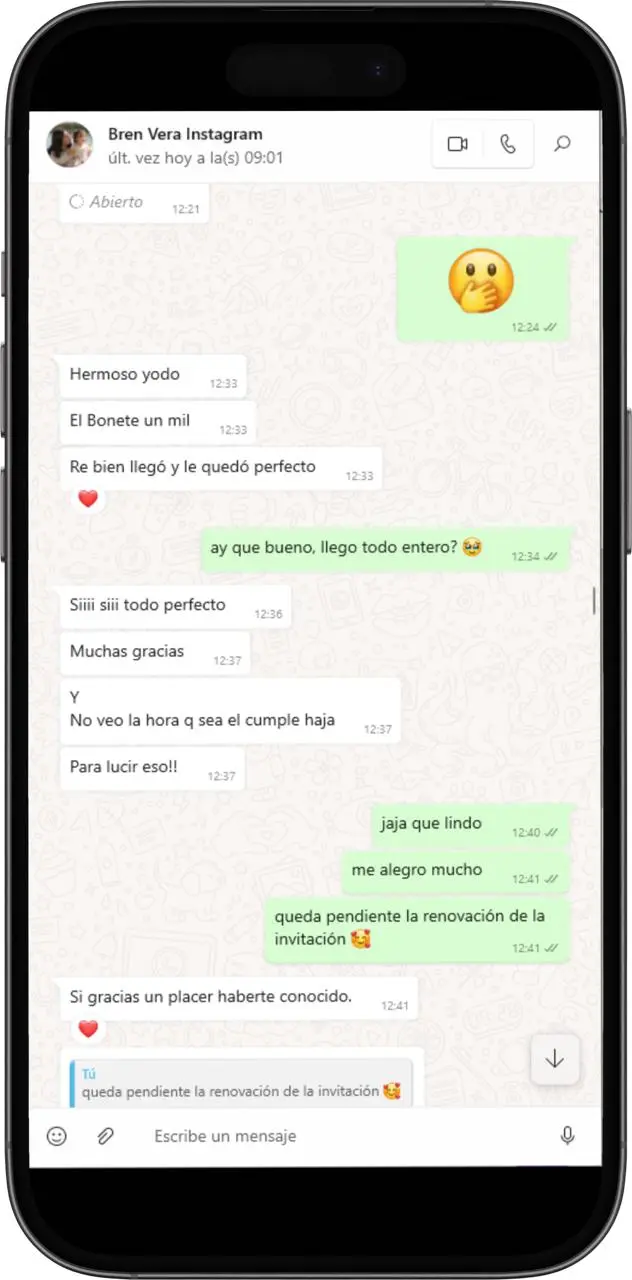 Bren Vera Instagram
últ. vez hoy a la(s) 09:01
Abierto 12:21
🫢
12:24
Hermoso yodo 12:33
El Bonete un mil 12:33
Re bien llegó y le quedó perfecto 12:33
❤️
ay que bueno, llego todo entero? 🥹 12:34
Siiii siii todo perfecto 12:36
Muchas gracias 12:37
Y
No veo la hora q sea el cumple haja 12:37
Para lucir eso!! 12:37
jaja que lindo 12:40
me alegro mucho 12:41
queda pendiente la renovación de la
invitación 🥰 12:41
Si gracias un placer haberte conocido. 12:41
❤️
Tú
queda pendiente la renovación de la invitación 🥰
Escribe un mensaje